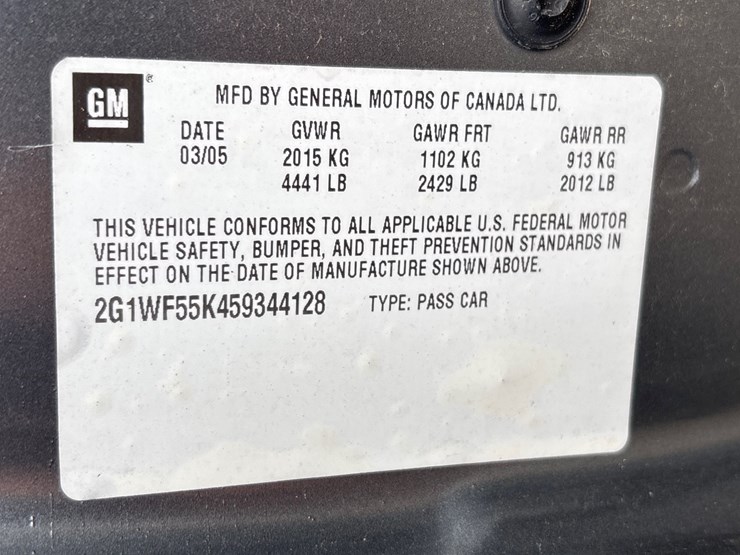 GM ®
MFD BY GENERAL MOTORS OF CANADA LTD.
DATE GVWR GAWR FRT GAWR RR
03/05 2015 KG 1102 KG 913 KG
4441 LB 2429 LB 2012 LB
THIS VEHICLE CONFORMS TO ALL APPLICABLE U.S. FEDERAL MOTOR
VEHICLE SAFETY, BUMPER, AND THEFT PREVENTION STANDARDS IN
EFFECT ON THE DATE OF MANUFACTURE SHOWN ABOVE.
2G1WF55K459344128 TYPE: PASS CAR